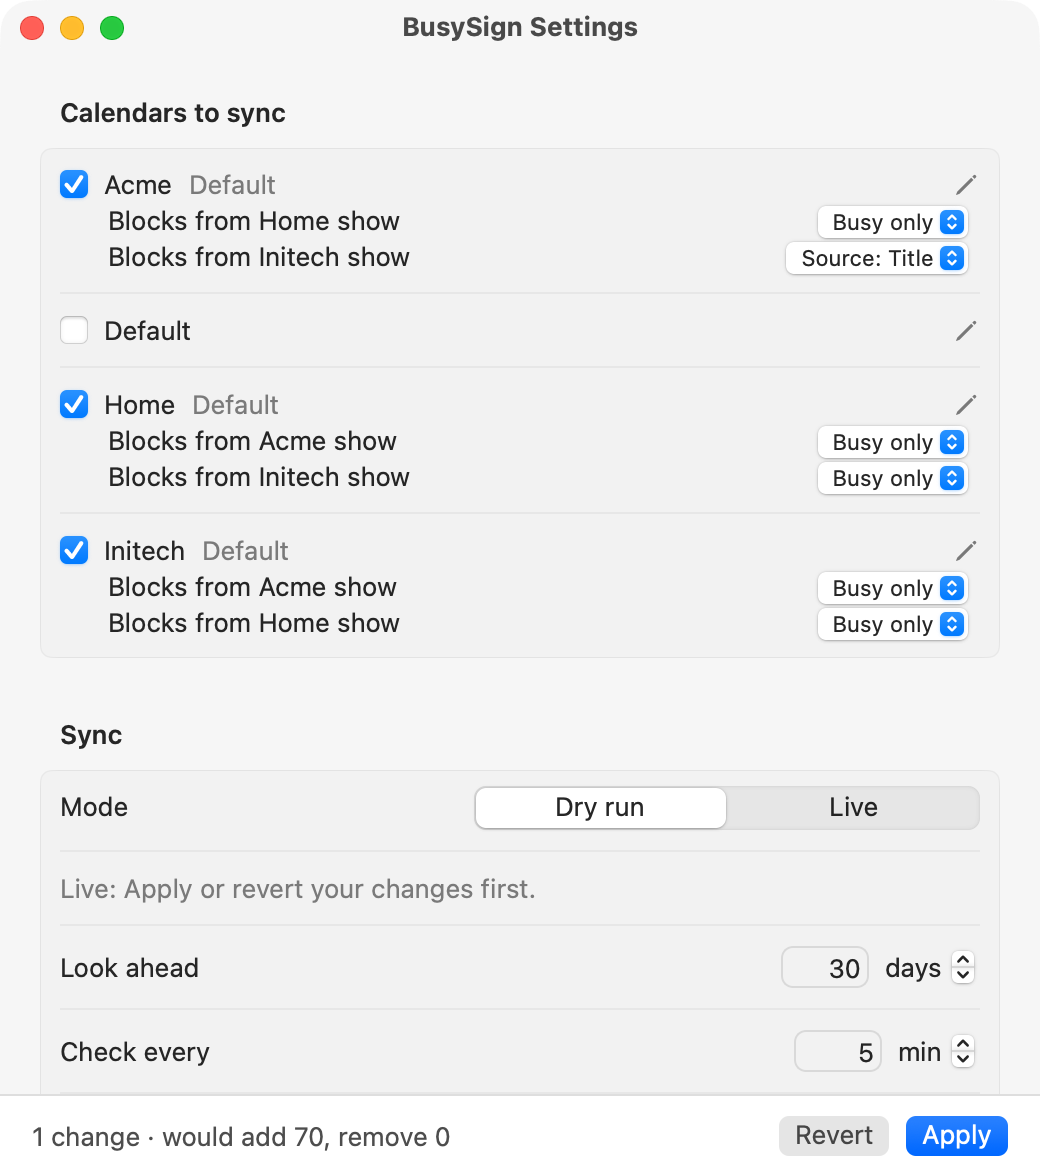 BusySign Settings
Calendars to sync
Acme Default
Blocks from Home show Busy only
Blocks from Initech show Source: Title
Default
Home Default
Blocks from Acme show Busy only
Blocks from Initech show Busy only
Initech Default
Blocks from Acme show Busy only
Blocks from Home show Busy only
Sync
Mode Dry run Live
Live: Apply or revert your changes first.
Look ahead 30 days
Check every 5 min
1 change · would add 70, remove 0 Revert Apply